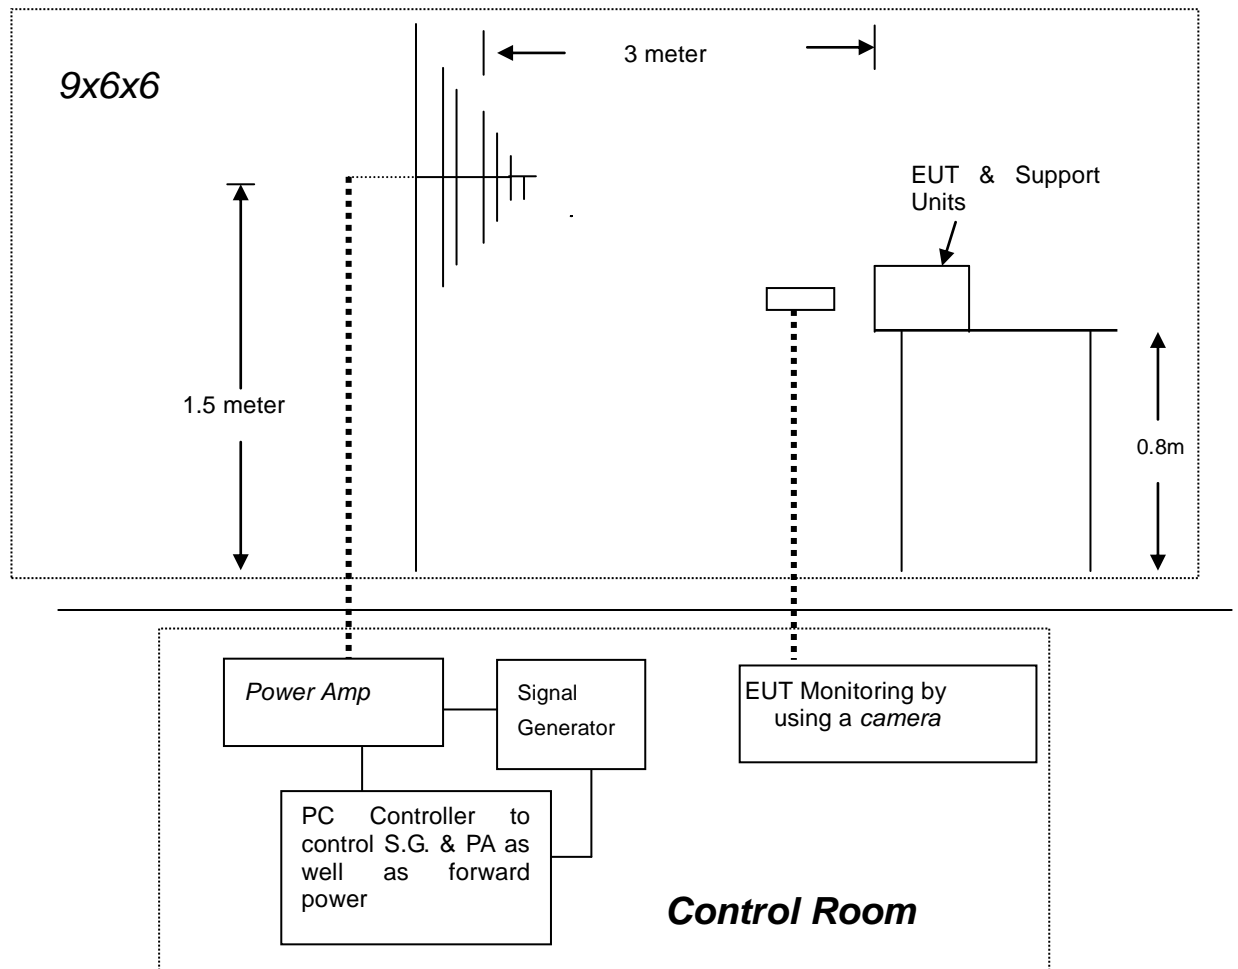 3 meter
9x6x6
EUT & Support
Units
1.5 meter
0.8m
Power Amp
Signal
Generator
EUT Monitoring by
using a camera
PC Controller to
control S.G. & PA as
well as forward
power
Control Room